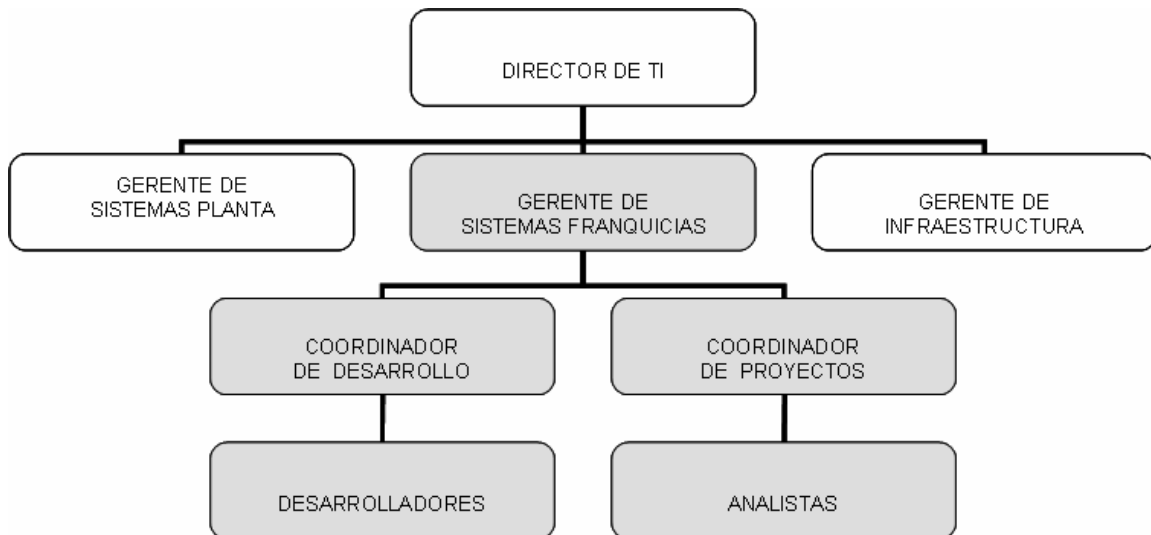 DIRECTOR DE TI
GERENTE DE
SISTEMAS PLANTA
GERENTE DE
SISTEMAS FRANQUICIAS
GERENTE DE
INFRAESTRUCTURA
COORDINADOR
DE DESARROLLO
COORDINADOR
DE PROYECTOS
DESARROLLADORES
ANALISTAS